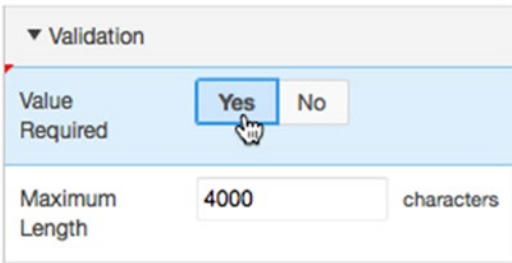 Validation
Value Required
Yes No
Maximum Length
4000 characters